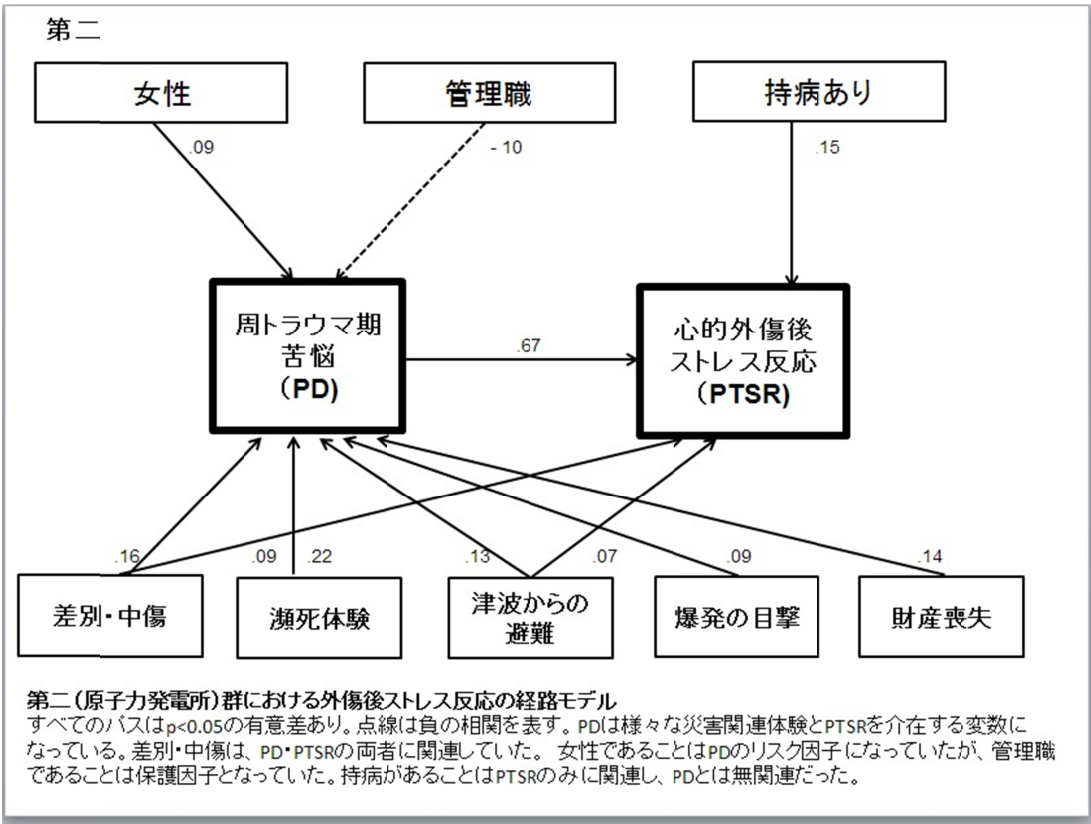 第二
女性
管理職
持病あり
.09
- 10
.15
周トラウマ期
苦悩
(PD)
.67
心的外傷後
ストレス反応
(PTSR)
.16
.09
.22
.13
.07
.09
.14
差別・中傷
瀕死体験
津波からの
避難
爆発の目撃
財産喪失
第二(原子力発電所)群における外傷後ストレス反応の経路モデル
すべてのパスはp<0.05の有意差あり。点線は負の相関を表す。PDは様々な災害関連体験とPTSRを介在する変数に
なっている。差別・中傷は、PD・PTSRの両者に関連していた。 女性であることはPDのリスク因子になっていたが、管理職
であることは保護因子となっていた。持病があることはPTSRのみに関連し、PDとは無関連だった。